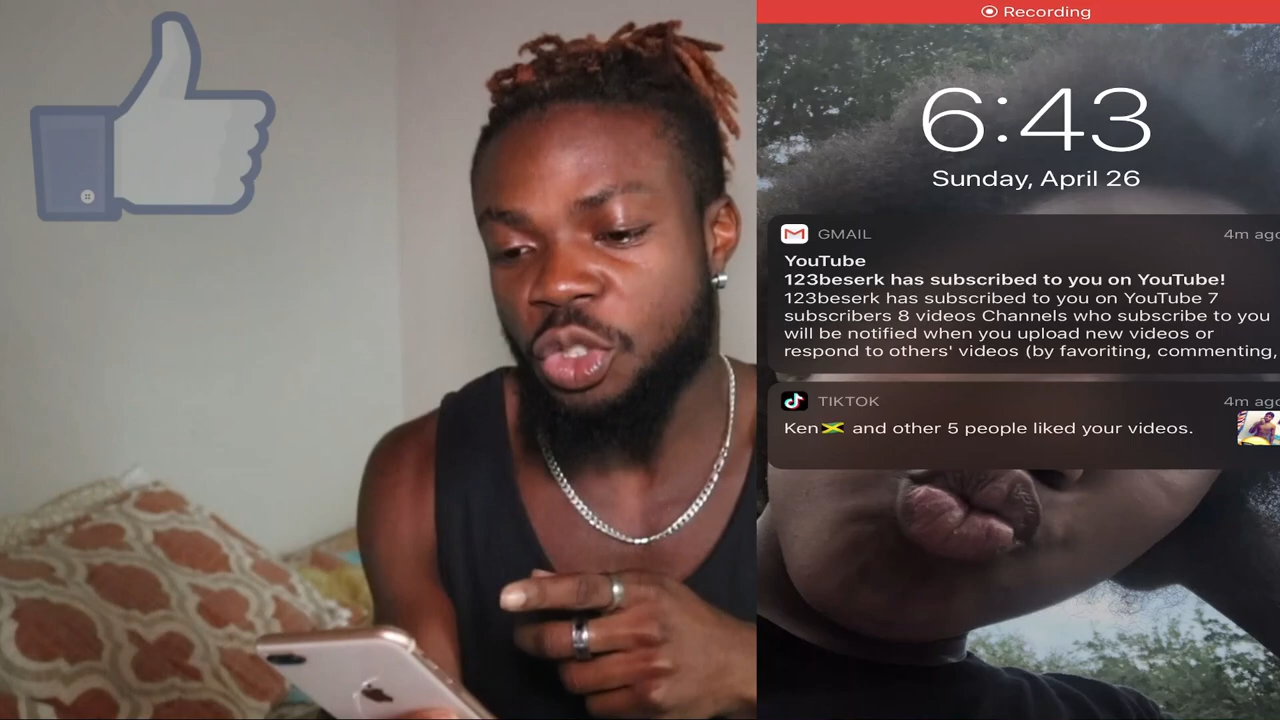 Recording
6:43
Sunday, April 26
GMAIL 4m ago
YouTube
123beserk has subscribed to you on YouTube!
123beserk has subscribed to you on YouTube 7
subscribers 8 videos Channels who subscribe to you
will be notified when you upload new videos or
respond to others' videos (by favoriting, commenting,
TIKTOK 4m ago
Ken🇯🇲 and other 5 people liked your videos.